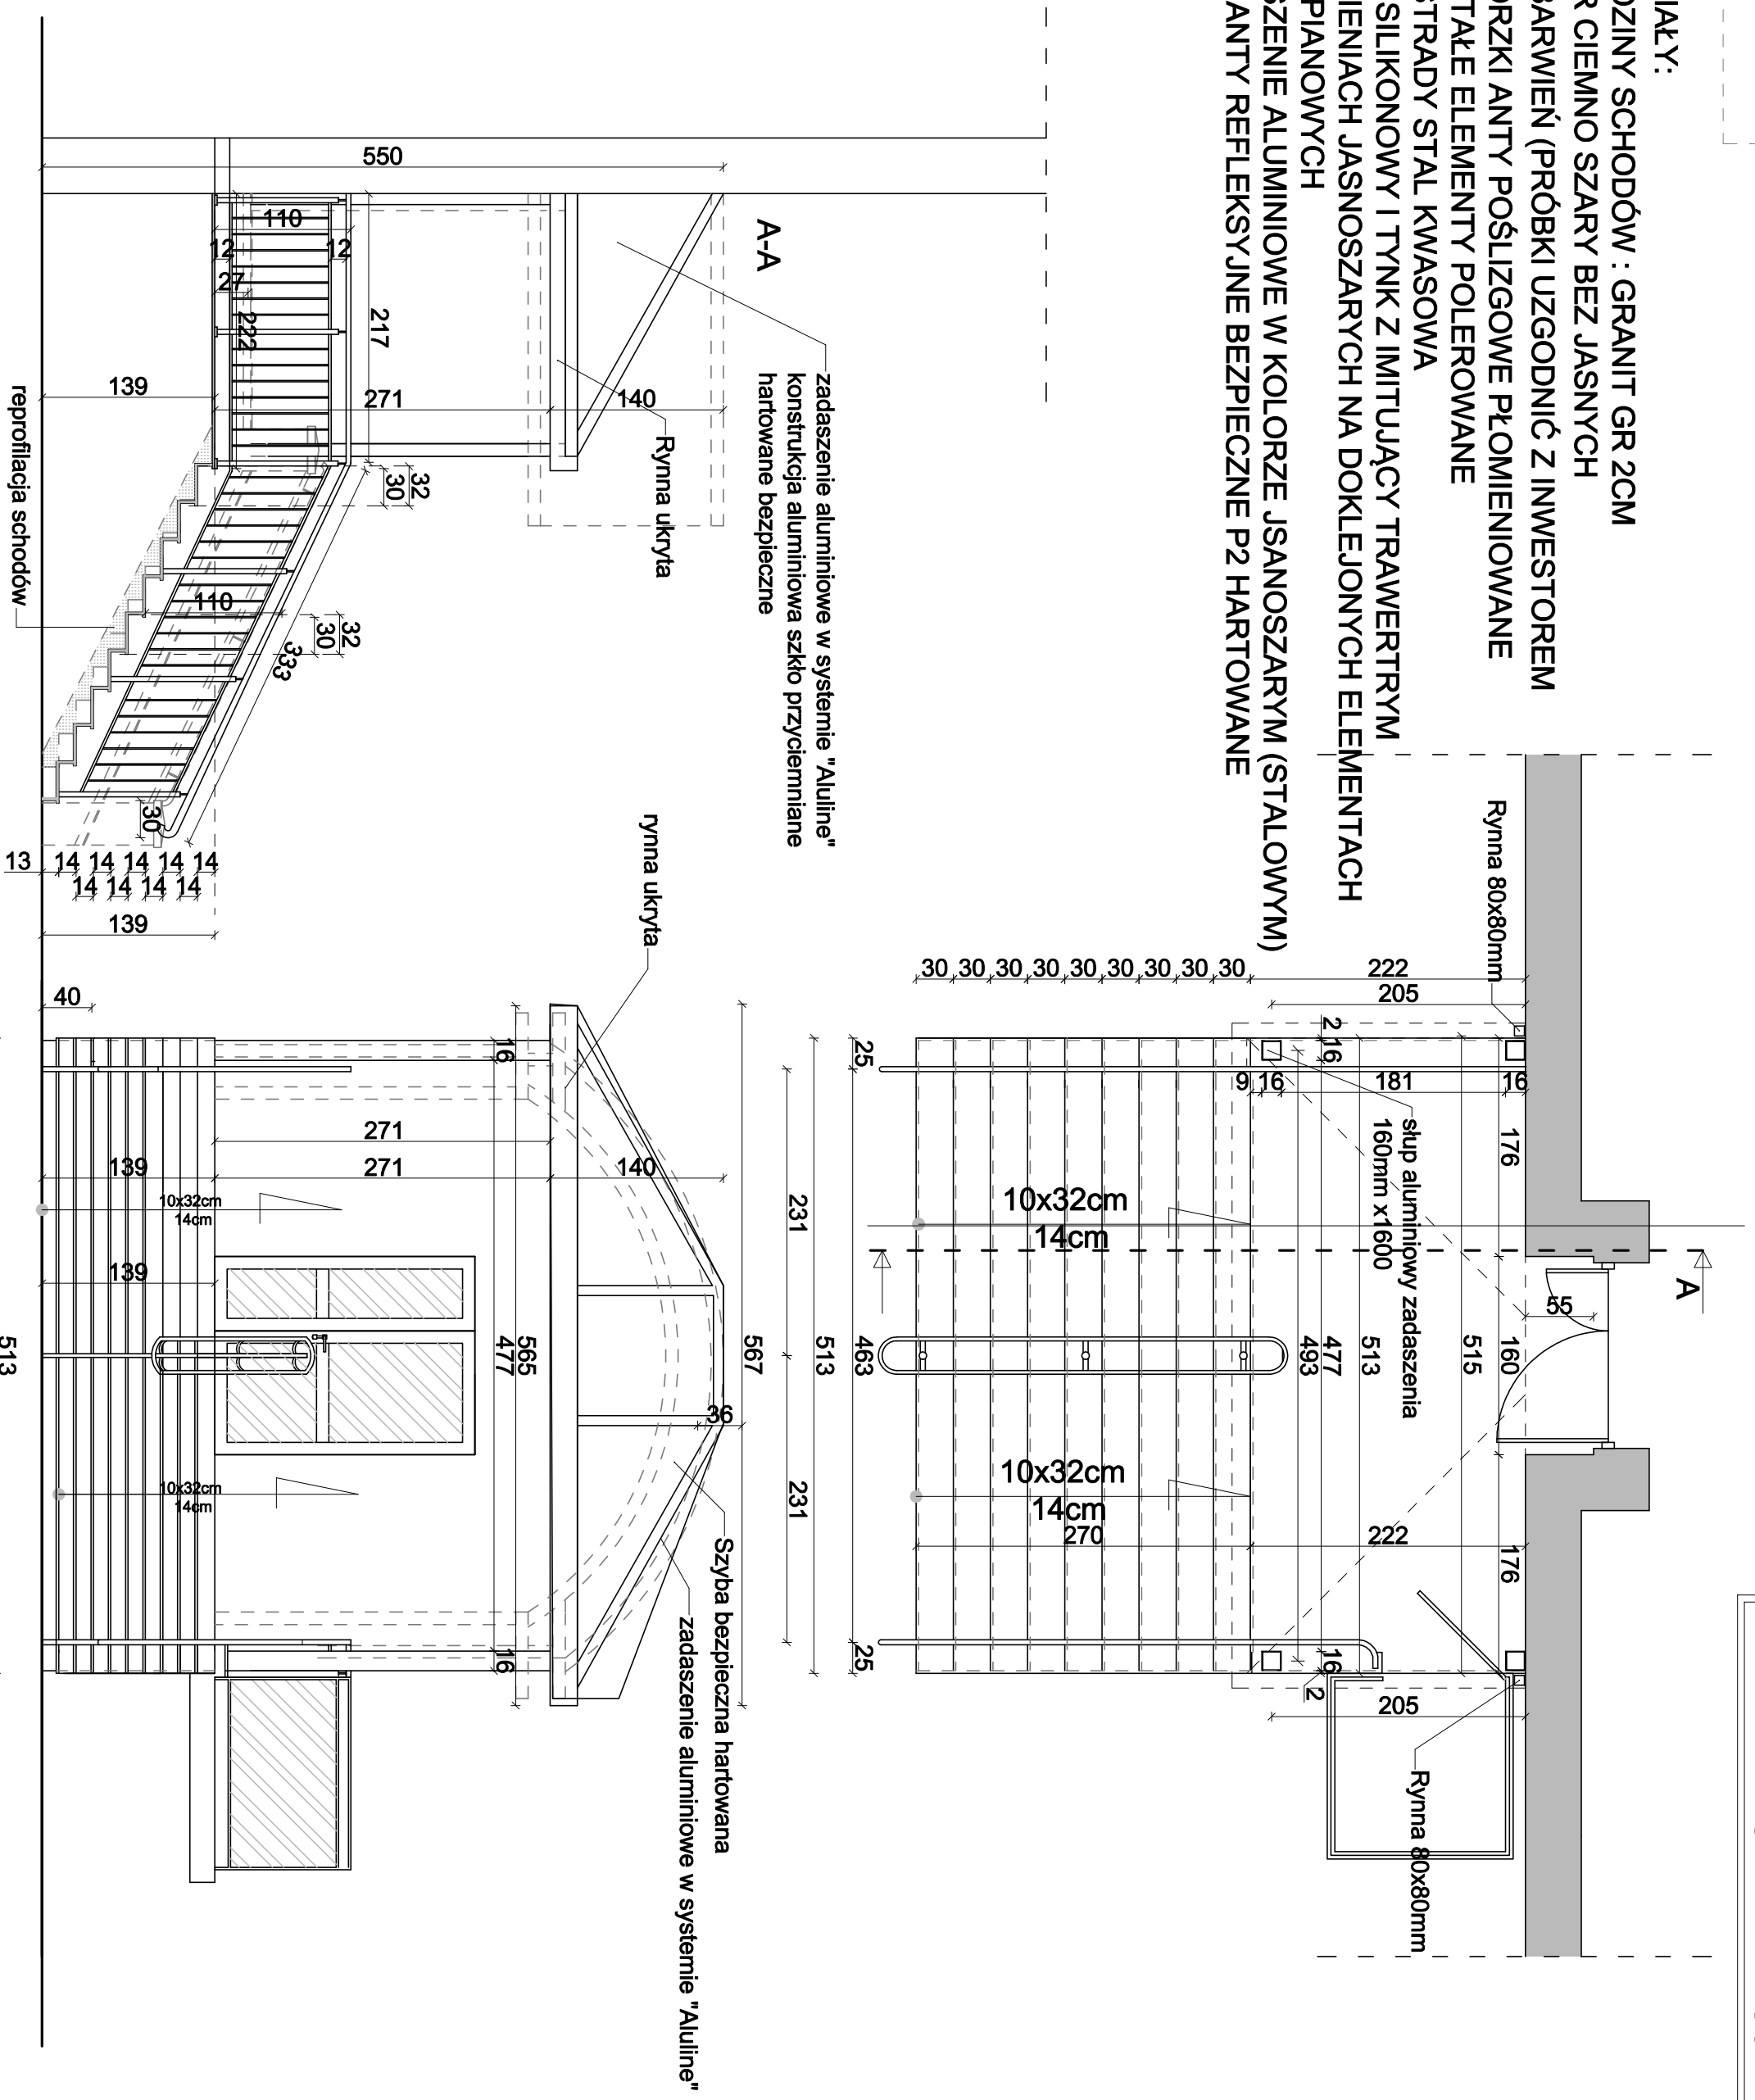 IAŁY:
DZINY SCHODÓW : GRANIT GR 2CM
R CIEMNO SZARY BEZ JASNYCH
BARWIEŃ (PRÓBKI UZGODNIĆ Z INWESTOREM
ORZKI ANTY POŚLIZGOWE PŁOMIENIOWANE
TAŁE ELEMENTY POLEROWANE
STRADY STAL KWASOWA
SILIKONOWY I TYNK Z IMITUJĄCY TRAWERTRYM
IENIACH JASNOSZARYCH NA DOKLEJONYCH ELEMENTACH
PIANOWYCH
SZENIE ALUMINIOWE W KOLORZE JSANOSZARYM (STALOWYM)
ANTY REFLEKSYJNE BEZPIECZNE P2 HARTOWANE
Rynna 80x80mm
222
205
30 30 30 30 30 30 30 30 30
2 16
25
9 16 181 16
176
słup aluminiowy zadaszenia
160mm x1600
10x32cm
14cm
A
55
160
515
513
477
493
463
513
567
565
477
10x32cm
14cm
270
222
176
16
2
25
205
Rynna 80x80mm
A-A
zadaszenie aluminiowe w systemie "Aluline"
konstrukcja aluminiowa szkło przyciemniane
hartowane bezpieczne
Rynna ukryta
550
110
12
12
27
222
217
271
140
139
32
30
110
32
30
333
30
13 14 14 14 14 14
14 14 14 14
139
reprofilacja schodów
rynna ukryta
40
16
271
139
271
140
231
10x32cm
14cm
139
36
231
10x32cm
14cm
16
513
Szyba bezpieczna hartowana
zadaszenie aluminiowe w systemie "Aluline"